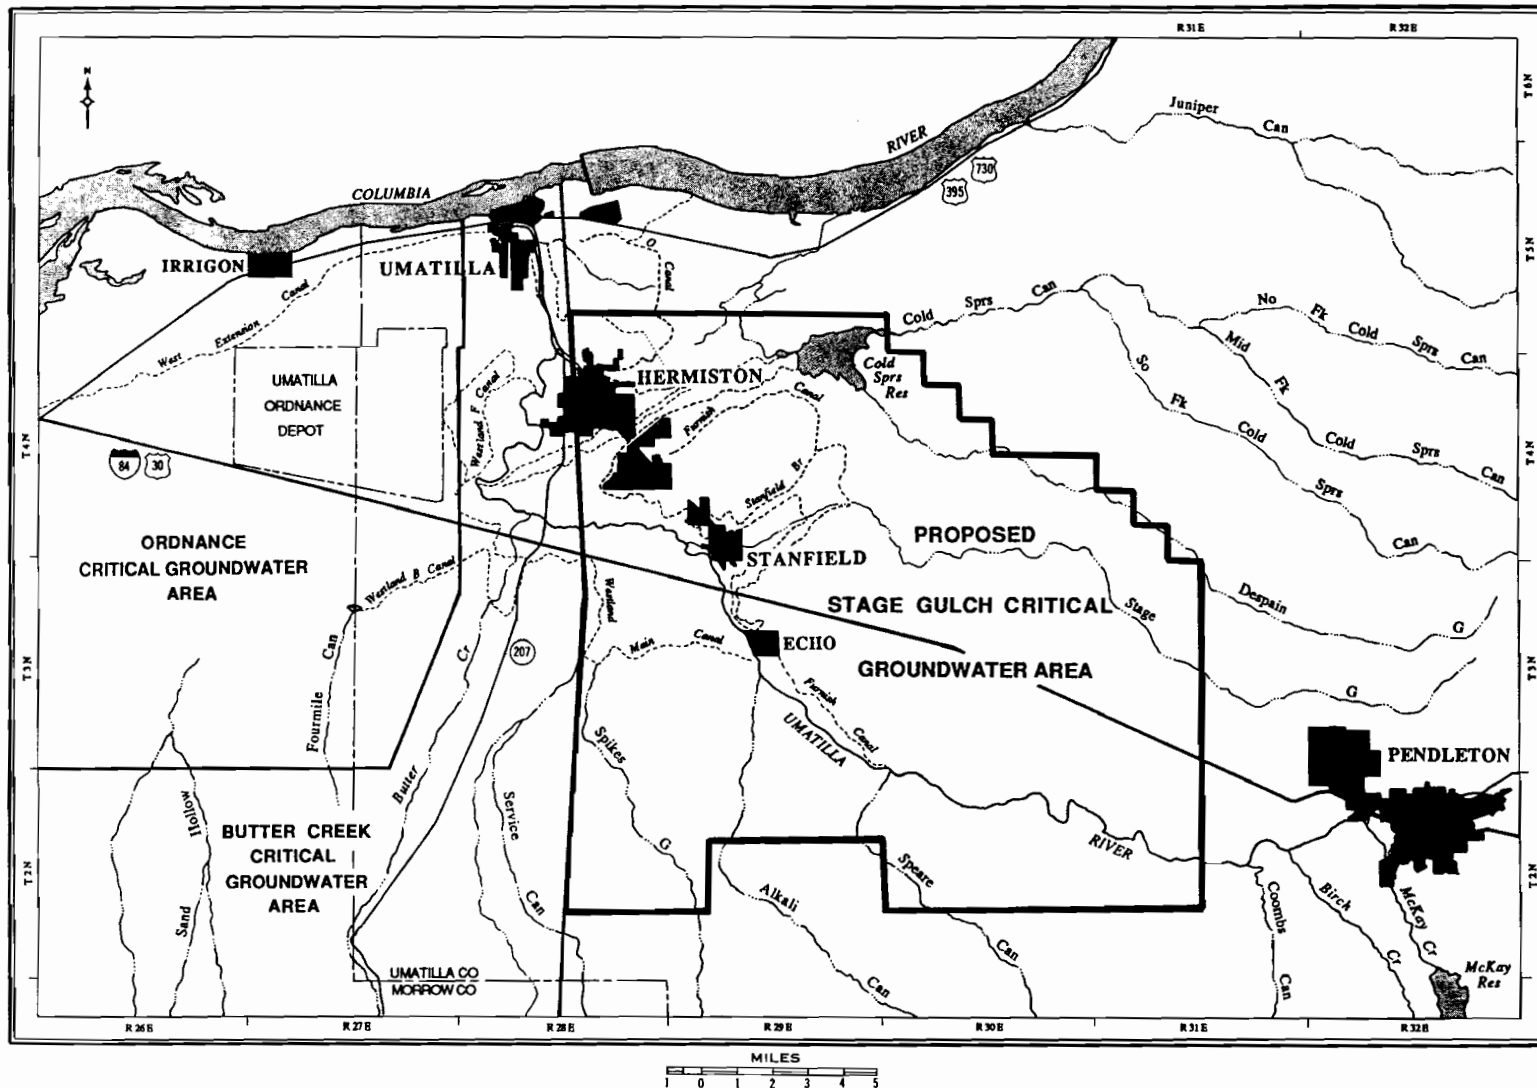 R31E
R32E
N
T6N
Juniper
Can
RIVER
730
395
COLUMBIA
IRRIGON
UMATILLA
O
Canal
T5N
Canal
Extension
West
Cold Sprs Can
No
Fk
Cold
Sprs
Can
Mid
Fk
Cold
Sprs
Can
So
Fk
Cold
Sprs
Can
UMATILLA
ORDNANCE
DEPOT
HERMISTON
Cold
Sprs
Res
Westland F Canal
Furnish
Canal
T4N
T4N
84
30
Stanfield Br
ORDNANCE
CRITICAL GROUNDWATER
AREA
STANFIELD
PROPOSED
STAGE GULCH CRITICAL
GROUNDWATER AREA
Westland B Canal
Westland
Main
Canal
Stage
G
Despain
G
ECHO
207
Cr
Butter
Can
Fourmile
T3N
T3N
Furnish
Canal
UMATILLA
RIVER
Spikes
G
PENDLETON
Hollow
Sand
Service
Can
BUTTER CREEK
CRITICAL
GROUNDWATER
AREA
T2N
T2N
Speare
Can
Alkali
Can
Coombs
Can
Birch
Cr
McKay
Cr
McKay
Res
UMATILLA CO
MORROW CO
R26E
R27E
R28E
R29E
R30E
R31E
R32E
MILES
1 0 1 2 3 4 5